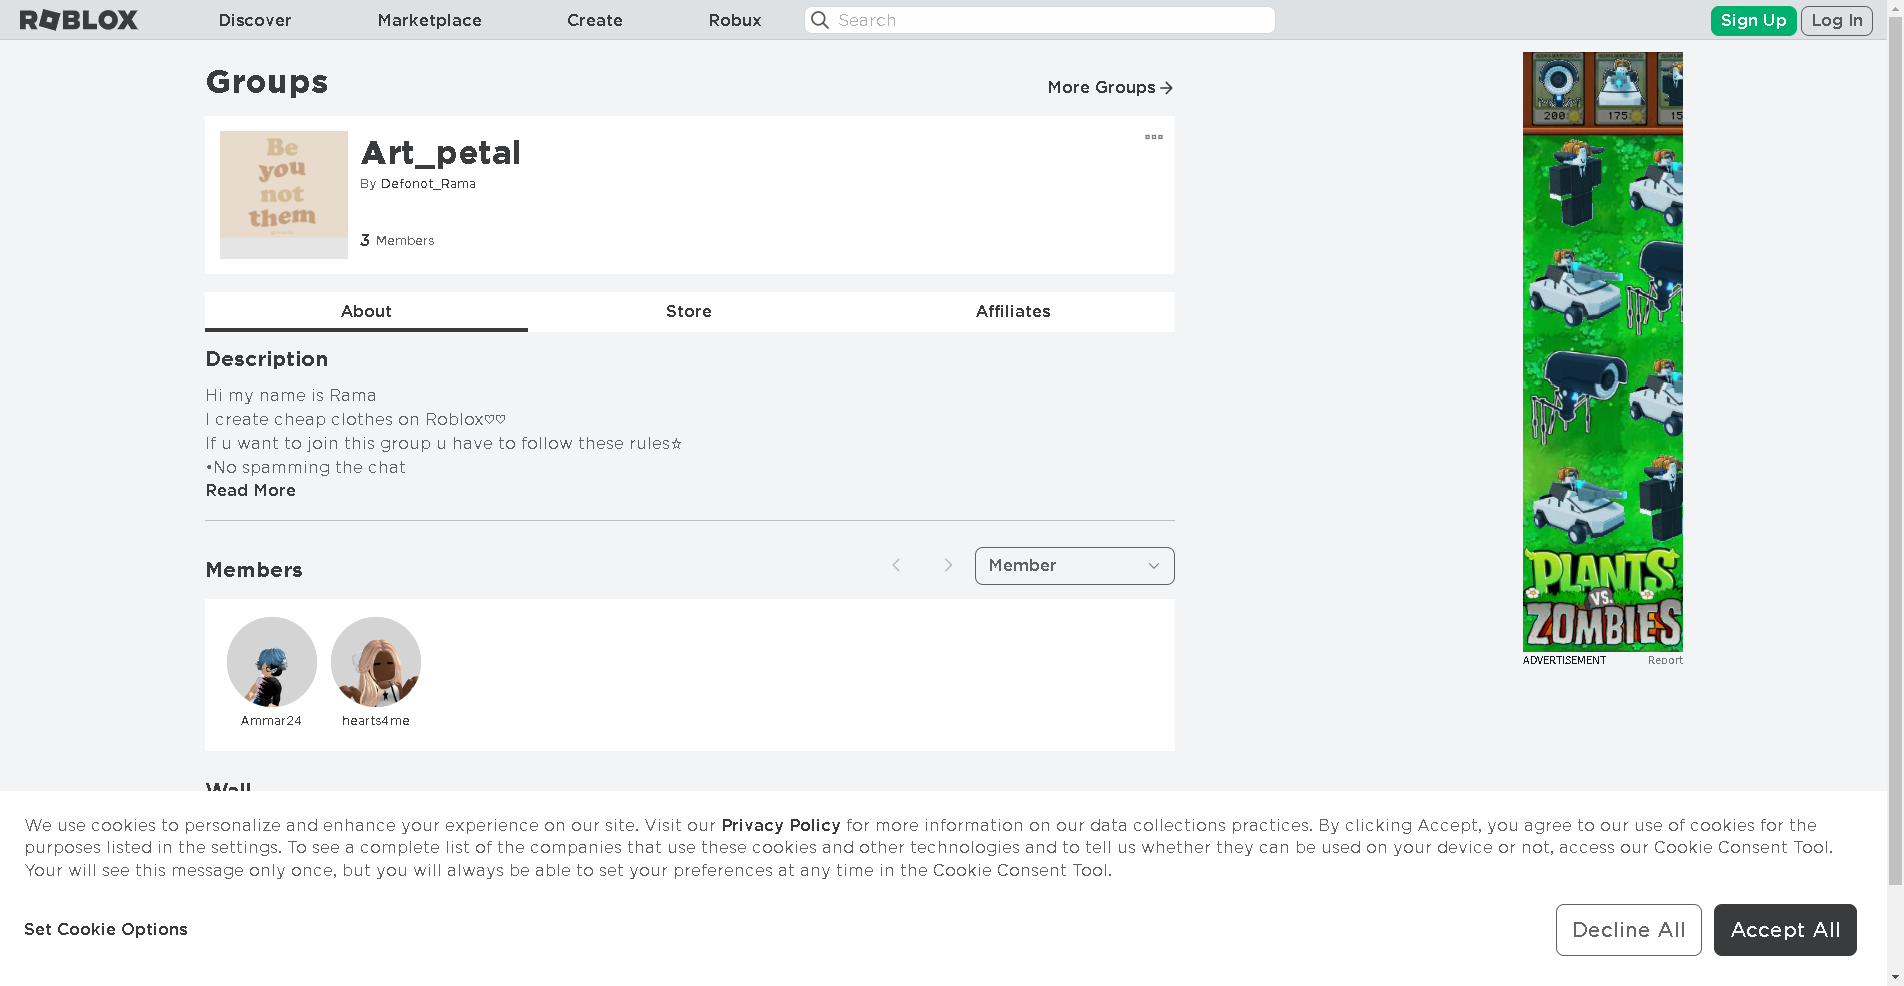 ROBLOX
Discover
Marketplace
Create
Robux
Search
Sign Up
Log In
Groups
More Groups
Be
you
not
them
Art_petal
By Defonot_Rama
3 Members
About
Store
Affiliates
Description
Hi my name is Rama
I create cheap clothes on Roblox♡♡
If u want to join this group u have to follow these rules☆
•No spamming the chat
Read More
Members
Member
Ammar24
hearts4me
Wall
200
175
15
PLANTS
VS.
ZOMBIES
ADVERTISEMENT
Report
We use cookies to personalize and enhance your experience on our site. Visit our Privacy Policy for more information on our data collections practices. By clicking Accept, you agree to our use of cookies for the
purposes listed in the settings. To see a complete list of the companies that use these cookies and other technologies and to tell us whether they can be used on your device or not, access our Cookie Consent Tool.
Your will see this message only once, but you will always be able to set your preferences at any time in the Cookie Consent Tool.
Set Cookie Options
Decline All
Accept All